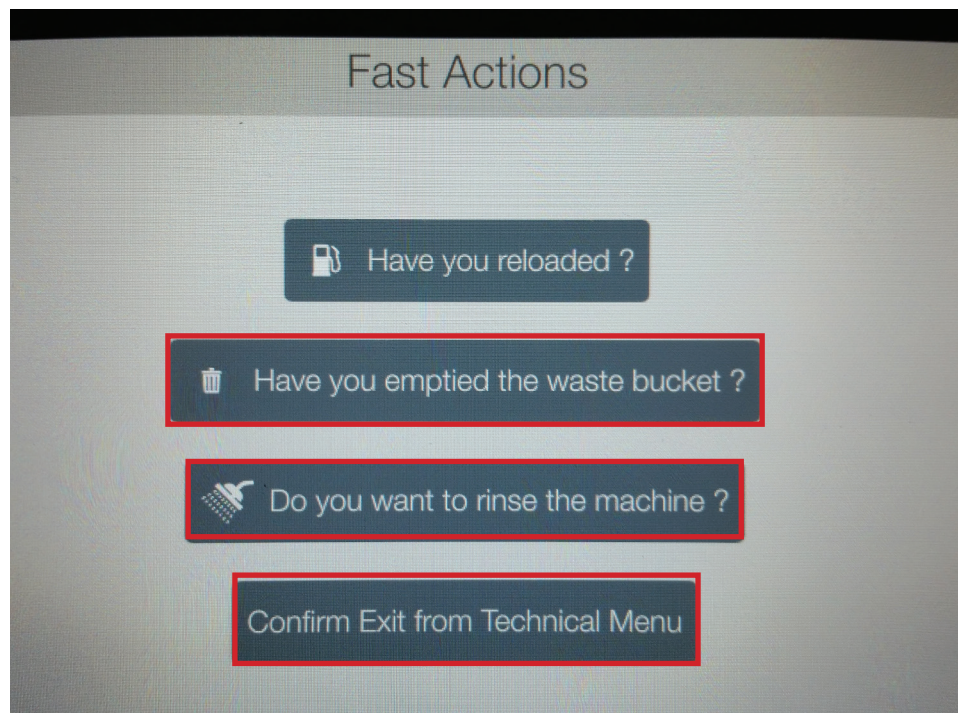 Fast Actions
Have you reloaded ?
Have you emptied the waste bucket ?
Do you want to rinse the machine ?
Confirm Exit from Technical Menu